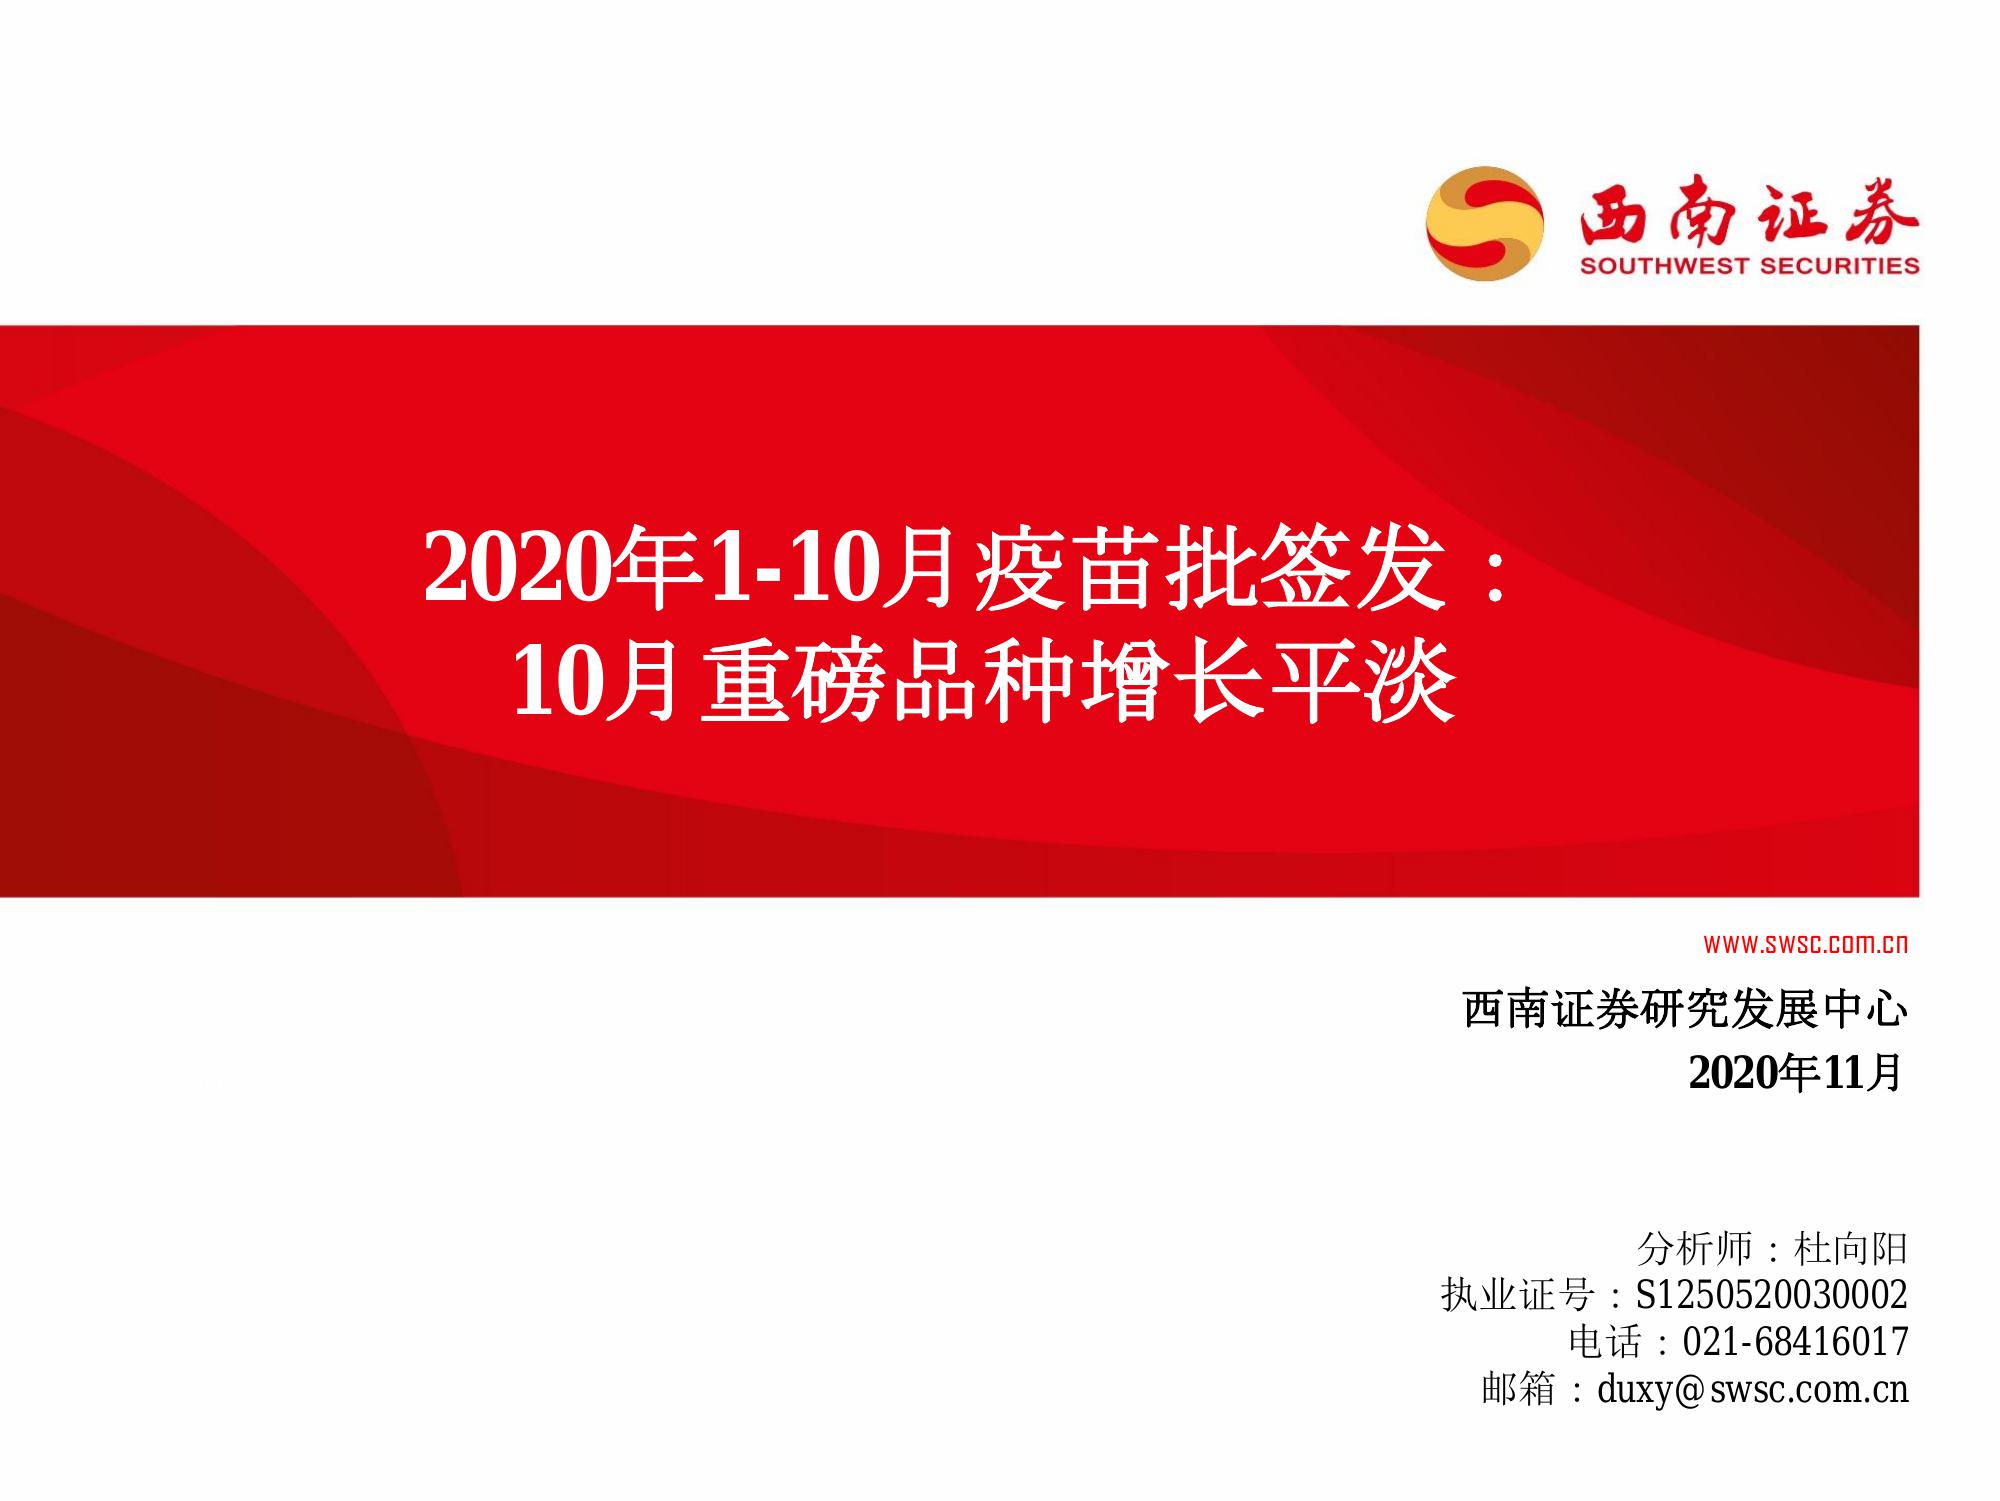 西南证券
SOUTHWEST SECURITIES
2020年1-10月疫苗批签发：
10月重磅品种增长平淡
www.swsc.com.cn
西南证券研究发展中心
2020年11月
分析师：杜向阳
执业证号：S1250520030002
电话：021-68416017
邮箱：duxy@swsc.com.cn